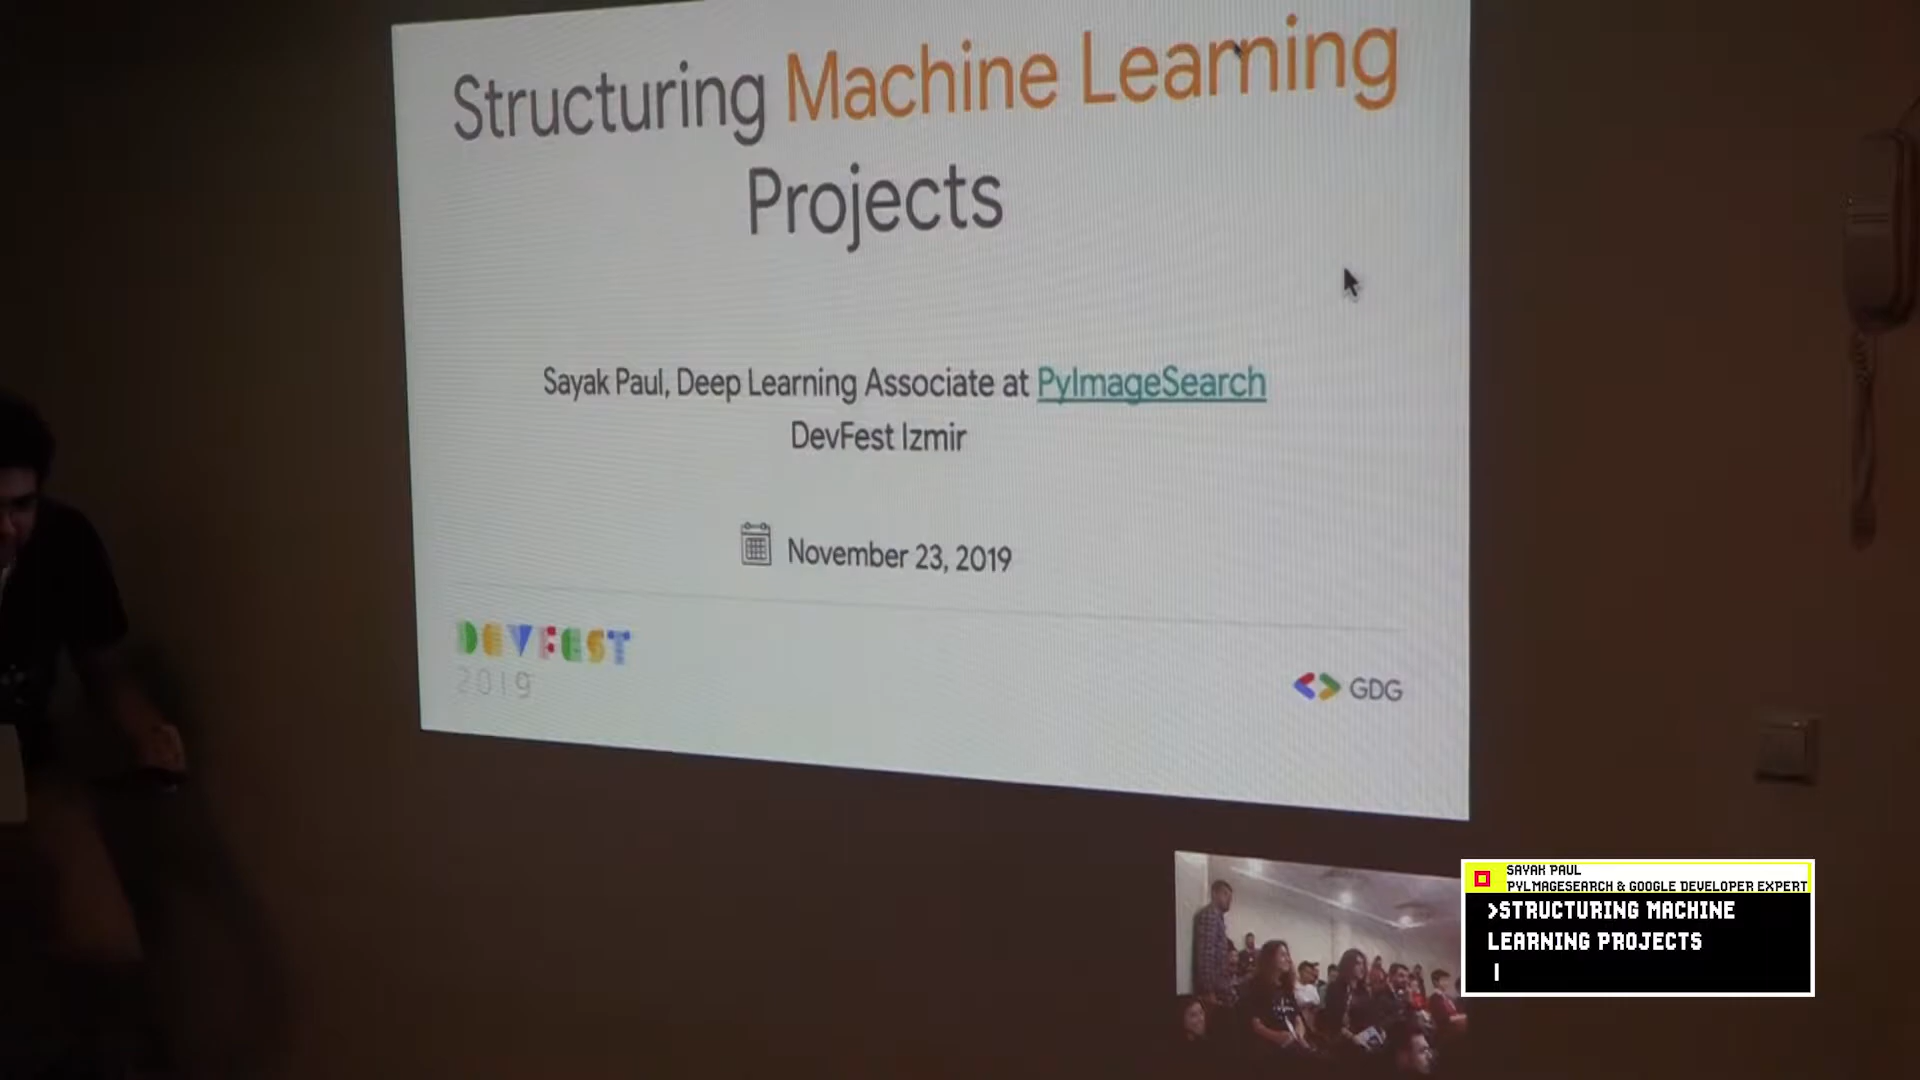 Structuring Machine Learning
Projects
Sayak Paul, Deep Learning Associate at PyImageSearch
DevFest Izmir
November 23, 2019
DEVFEST
2019
GDG
SAYAK PAUL
PYLMAGESEARCH & GOOGLE DEVELOPER EXPERT
>STRUCTURING MACHINE
LEARNING PROJECTS